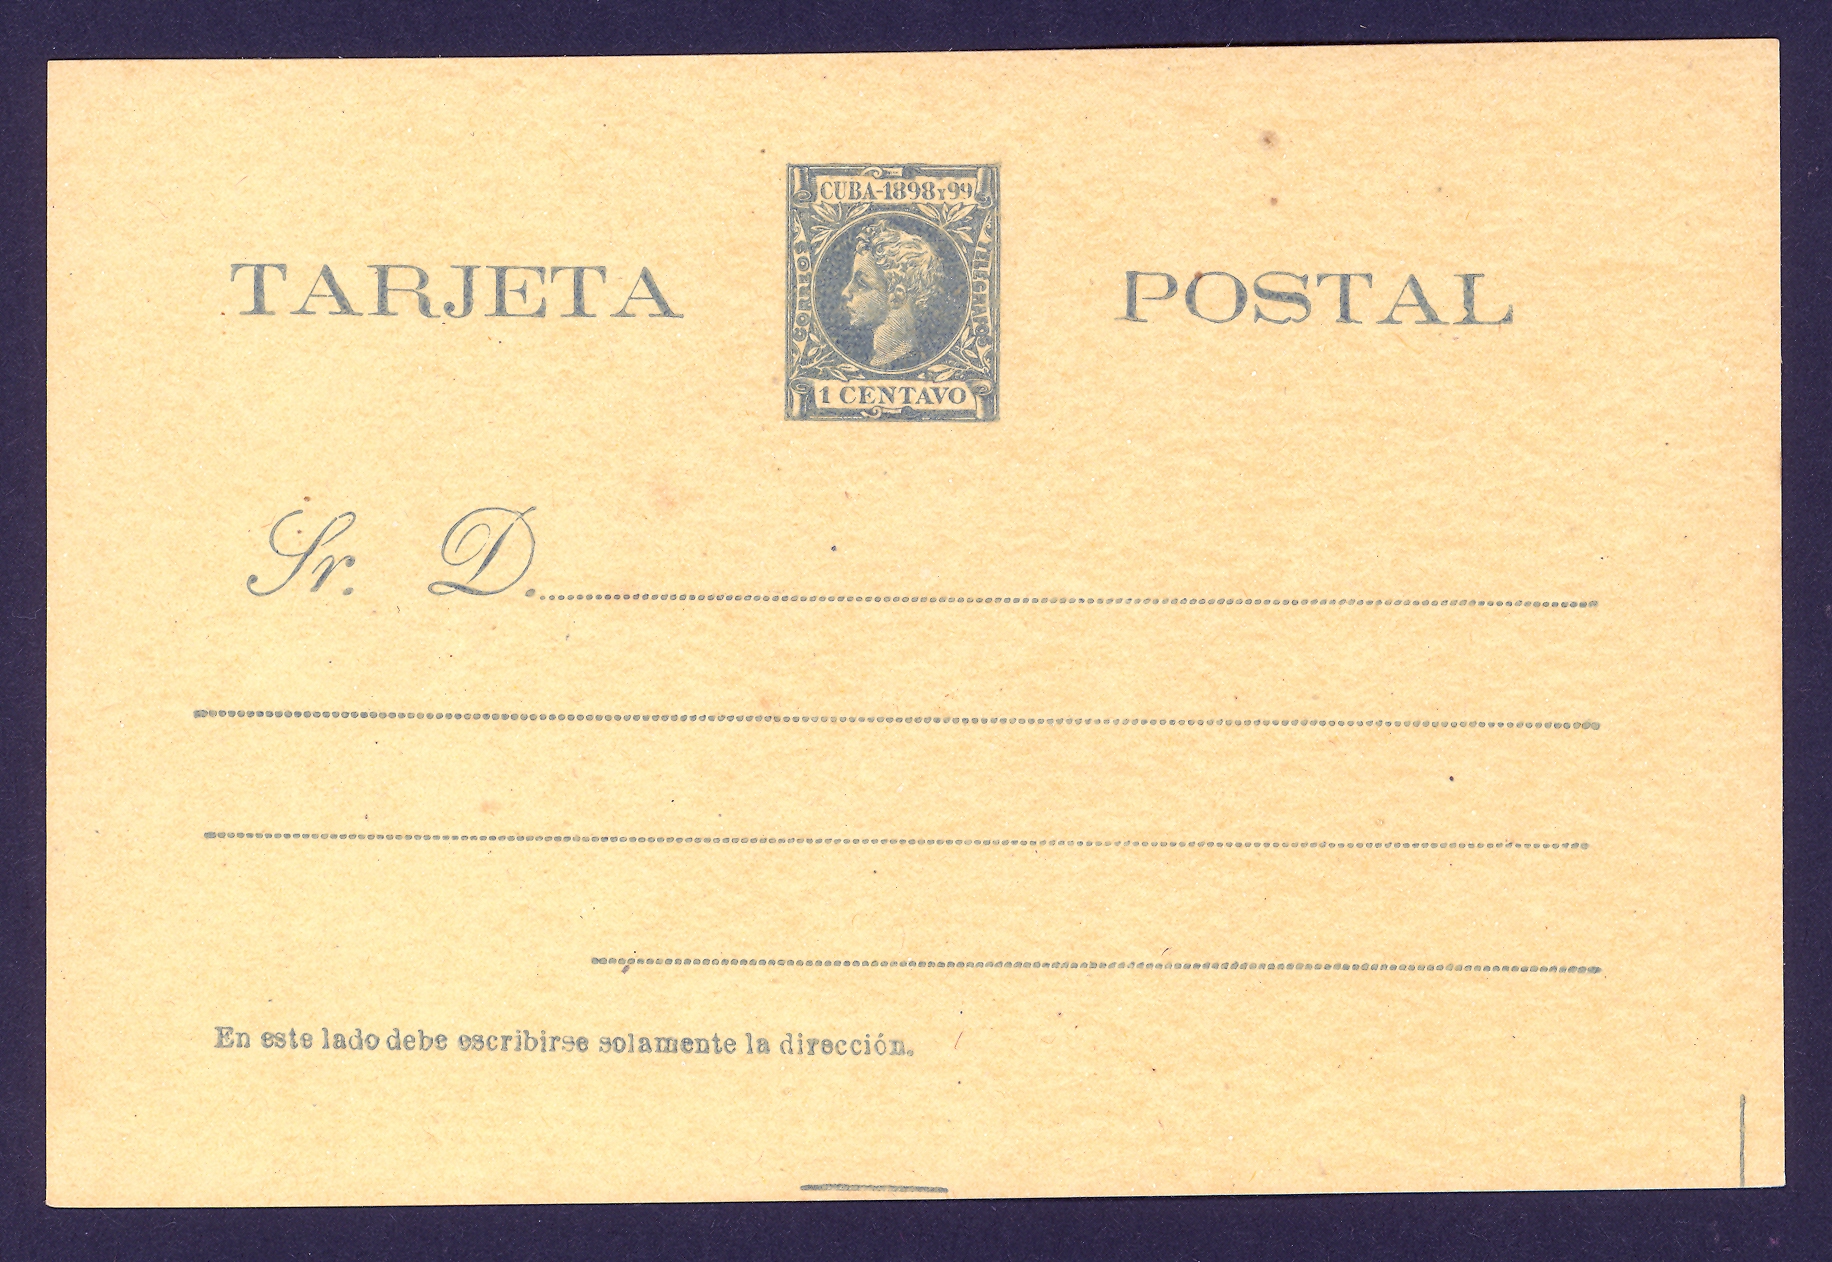 CUBA-1898 Y 99
CORREOS
TELEGRAFOS
TARJETA
POSTAL
1 CENTAVO
Sr. D.
En este lado debe escribirse solamente la dirección.